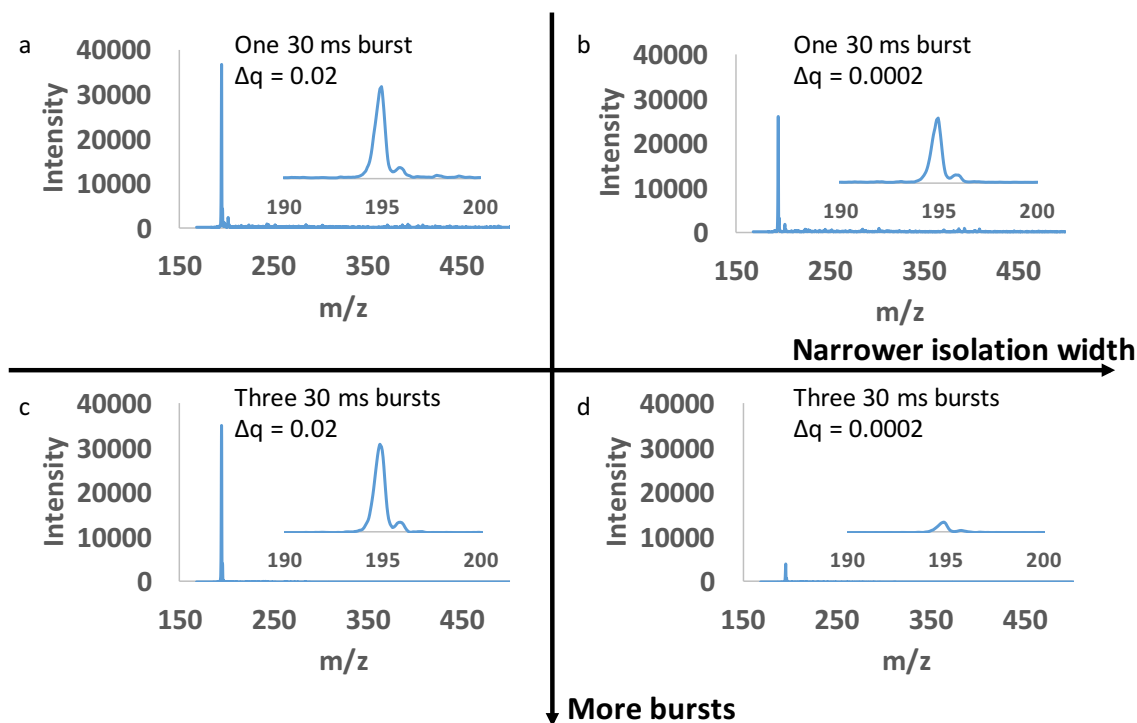 a
One 30 ms burst
Δq = 0.02
Intensity
40000
30000
20000
10000
0
190 195 200
150 250 350 450
m/z
b
One 30 ms burst
Δq = 0.0002
Intensity
40000
30000
20000
10000
0
190 195 200
150 250 350 450
m/z
Narrower isolation width
c
Three 30 ms bursts
Δq = 0.02
Intensity
40000
30000
20000
10000
0
190 195 200
150 250 350 450
m/z
d
Three 30 ms bursts
Δq = 0.0002
Intensity
40000
30000
20000
10000
0
190 195 200
150 250 350 450
m/z
More bursts